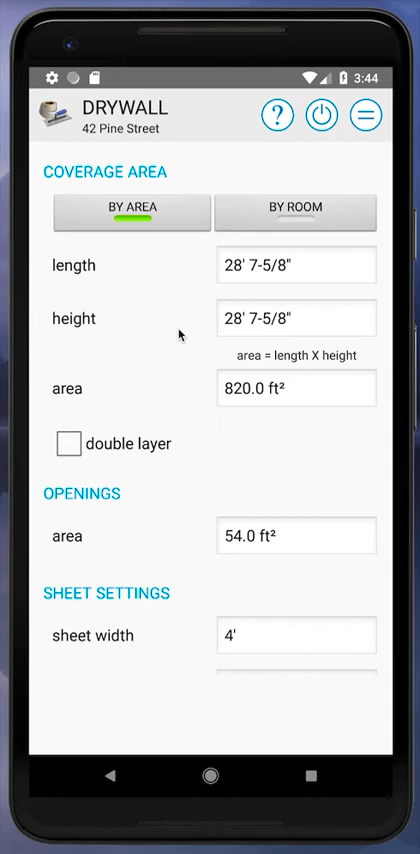 3:44
DRYWALL
42 Pine Street
?
COVERAGE AREA
BY AREA BY ROOM
length 28' 7-5/8"
height 28' 7-5/8"
area = length X height
area 820.0 ft²
double layer
OPENINGS
area 54.0 ft²
SHEET SETTINGS
sheet width 4'